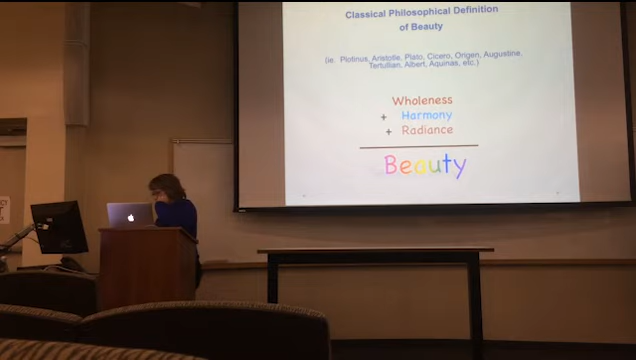 Classical Philosophical Definition
of Beauty
(ie. Plotinus, Aristotle, Plato, Cicero, Origen, Augustine,
Tertullian, Albert, Aquinas, etc.)
Wholeness
+ Harmony
+ Radiance
Beauty